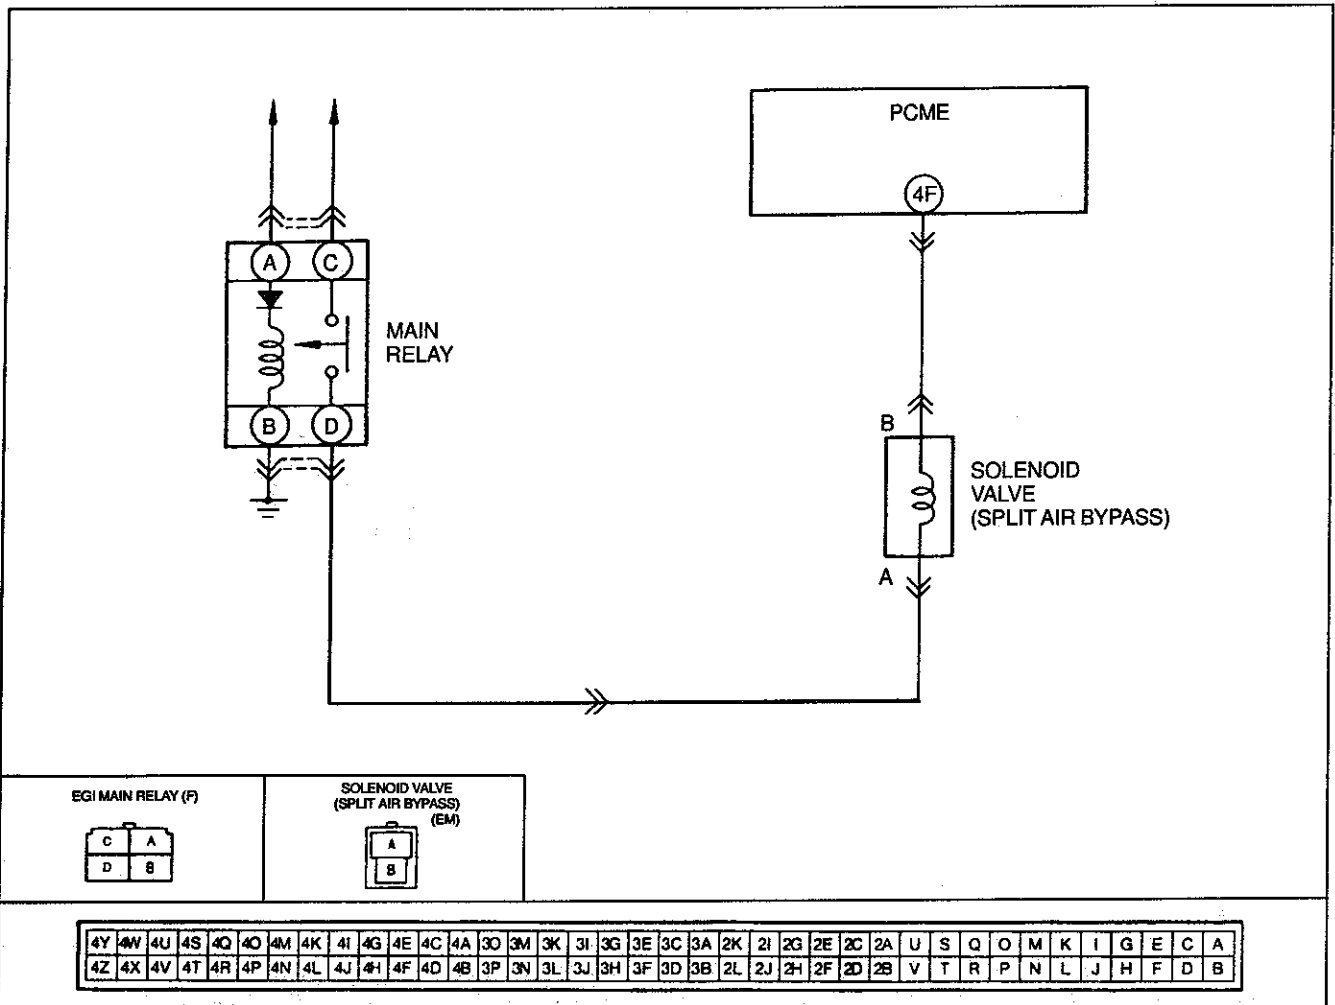 PCME
4F
A C
MAIN
RELAY
B D
B
SOLENOID
VALVE
(SPLIT AIR BYPASS)
A
EGI MAIN RELAY (F)
C A
D B
SOLENOID VALVE
(SPLIT AIR BYPASS)
(EM)
A
B
4Y 4W 4U 4S 4Q 4O 4M 4K 4I 4G 4E 4C 4A 3O 3M 3K 3I 3G 3E 3C 3A 2K 2I 2G 2E 2C 2A U S Q O M K I G E C A
4Z 4X 4V 4T 4R 4P 4N 4L 4J 4H 4F 4D 4B 3P 3N 3L 3J 3H 3F 3D 3B 2L 2J 2H 2F 2D 2B V T R P N L J H F D B